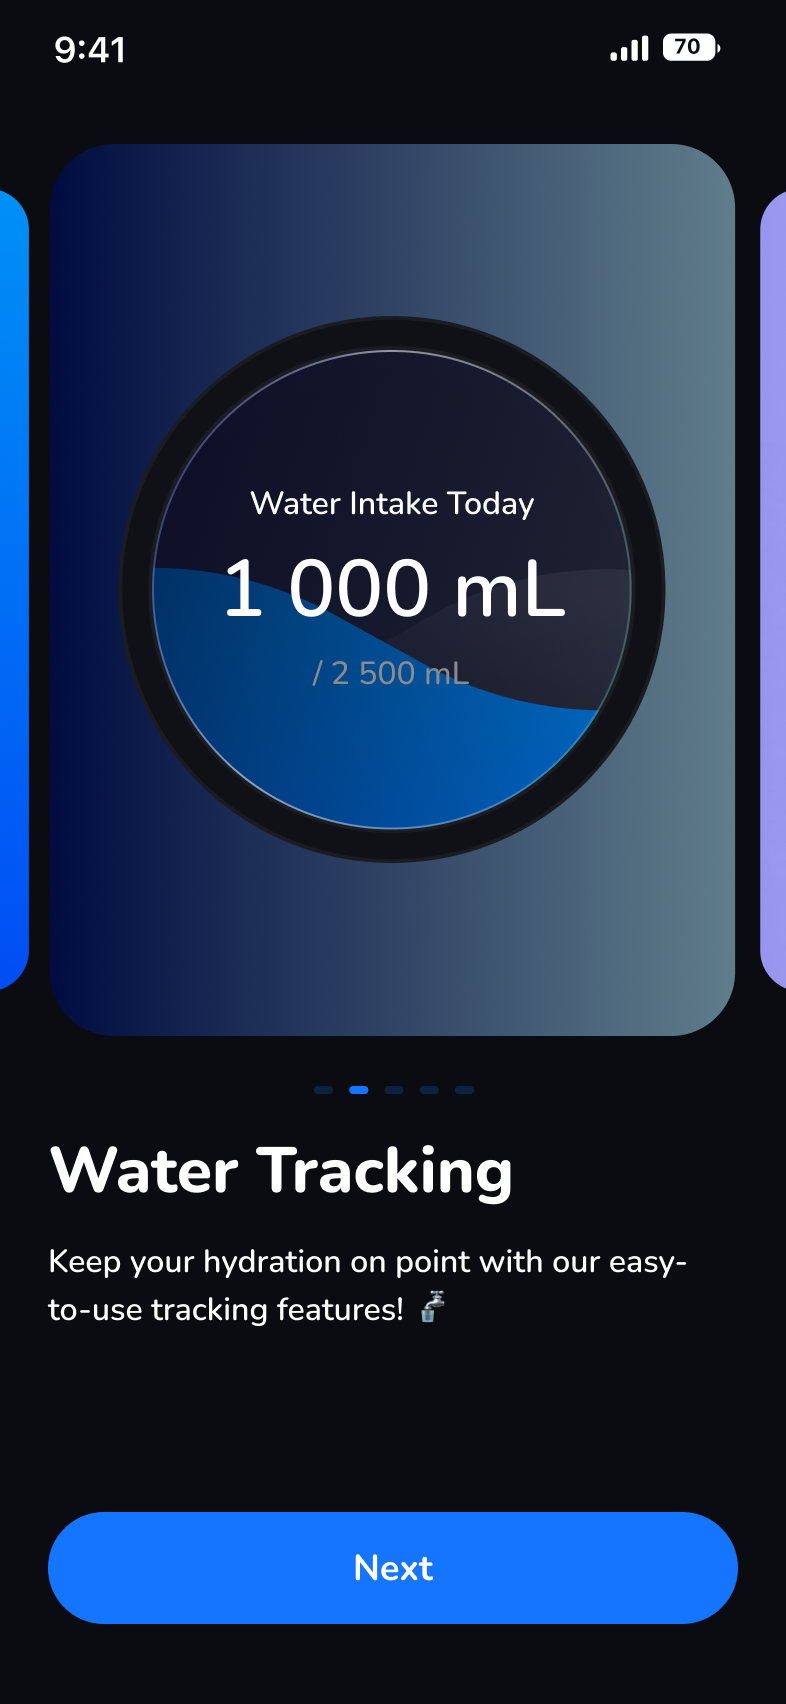 9:41
70
Water Intake Today
1 000 mL
/ 2 500 mL
Water Tracking
Keep your hydration on point with our easy-
to-use tracking features! 🚰
Next